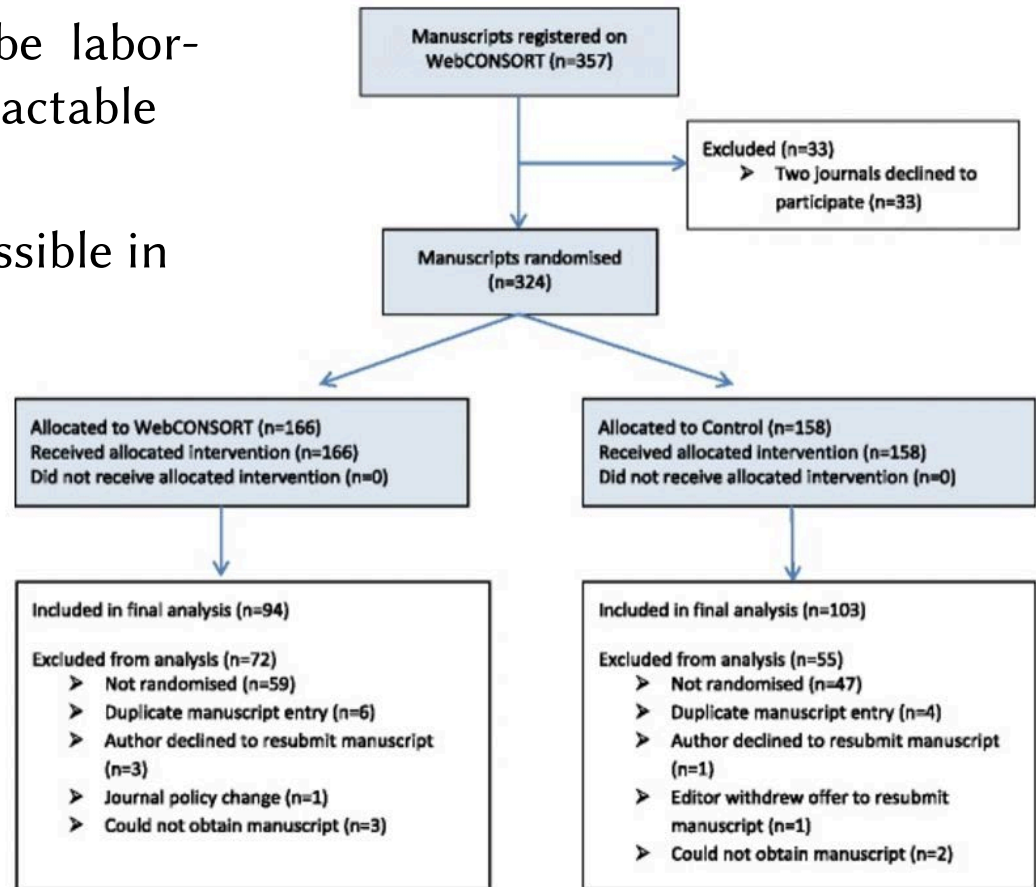 be labor-
actable
ssible in
Manuscripts registered on
WebCONSORT (n=357)
Excluded (n=33)
➤ Two journals declined to
participate (n=33)
Manuscripts randomised
(n=324)
Allocated to WebCONSORT (n=166)
Received allocated intervention (n=166)
Did not receive allocated intervention (n=0)
Allocated to Control (n=158)
Received allocated intervention (n=158)
Did not receive allocated intervention (n=0)
Included in final analysis (n=94)
Excluded from analysis (n=72)
➤ Not randomised (n=59)
➤ Duplicate manuscript entry (n=6)
➤ Author declined to resubmit manuscript
(n=3)
➤ Journal policy change (n=1)
➤ Could not obtain manuscript (n=3)
Included in final analysis (n=103)
Excluded from analysis (n=55)
➤ Not randomised (n=47)
➤ Duplicate manuscript entry (n=4)
➤ Author declined to resubmit manuscript
(n=1)
➤ Editor withdrew offer to resubmit
manuscript (n=1)
➤ Could not obtain manuscript (n=2)